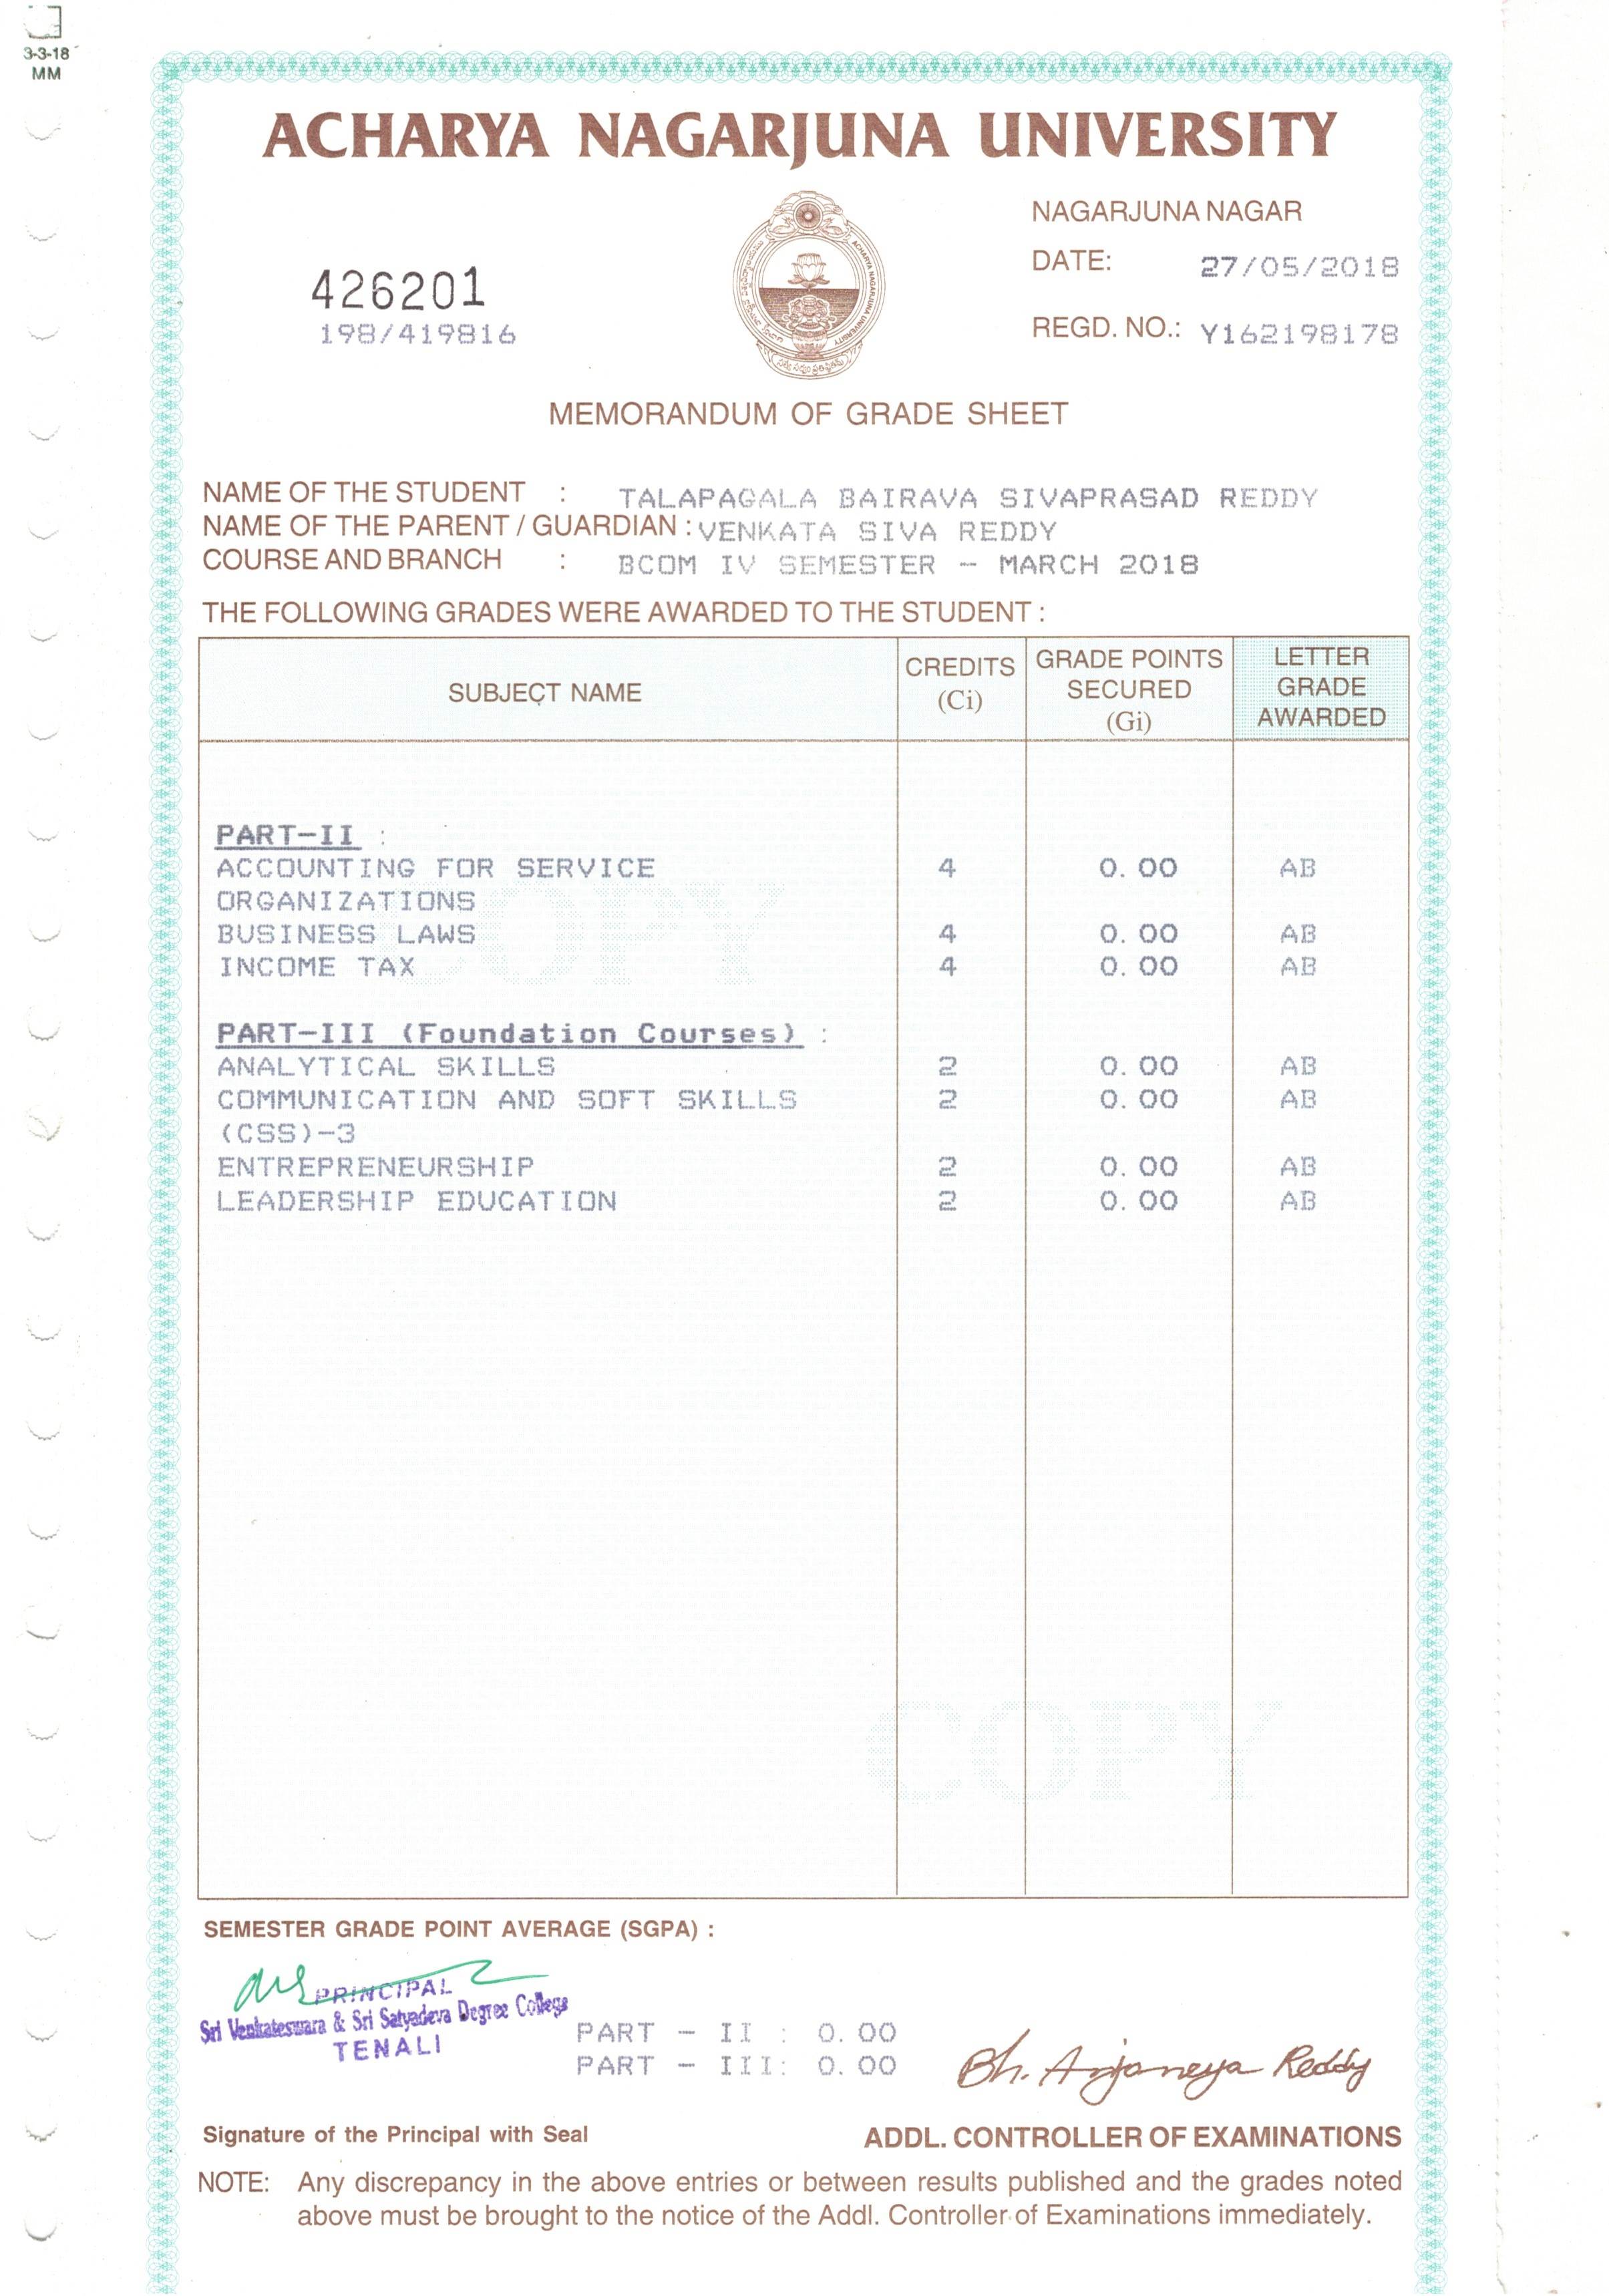 3-3-18
MM
ACHARYA NAGARJUNA UNIVERSITY
NAGARJUNA NAGAR
DATE: 27/05/2018
426201
198/419816
REGD. NO.: Y162198178
ACHARYA NAGARJUNA UNIVERSITY
MEMORANDUM OF GRADE SHEET
NAME OF THE STUDENT : TALAPAGALA BAIRAVA SIVAPRASAD REDDY
NAME OF THE PARENT / GUARDIAN : VENKATA SIVA REDDY
COURSE AND BRANCH : BCOM IV SEMESTER - MARCH 2018
THE FOLLOWING GRADES WERE AWARDED TO THE STUDENT :
SUBJECT NAME CREDITS (Ci) GRADE POINTS SECURED (Gi) LETTER GRADE AWARDED
PART-II :
ACCOUNTING FOR SERVICE 4 0.00 AB
ORGANIZATIONS
BUSINESS LAWS 4 0.00 AB
INCOME TAX 4 0.00 AB
COPY
PART-III (Foundation Courses) :
ANALYTICAL SKILLS 2 0.00 AB
COMMUNICATION AND SOFT SKILLS 2 0.00 AB
(CSS)-3
ENTREPRENEURSHIP 2 0.00 AB
LEADERSHIP EDUCATION 2 0.00 AB
COPY
SEMESTER GRADE POINT AVERAGE (SGPA) :
PRINCIPAL
Sri Venkateswara & Sri Satyadeva Degree College
TENALI
PART - II : 0.00
PART - III: 0.00
Bh. Anjaneya Reddy
Signature of the Principal with Seal
ADDL. CONTROLLER OF EXAMINATIONS
NOTE: Any discrepancy in the above entries or between results published and the grades noted
above must be brought to the notice of the Addl. Controller of Examinations immediately.